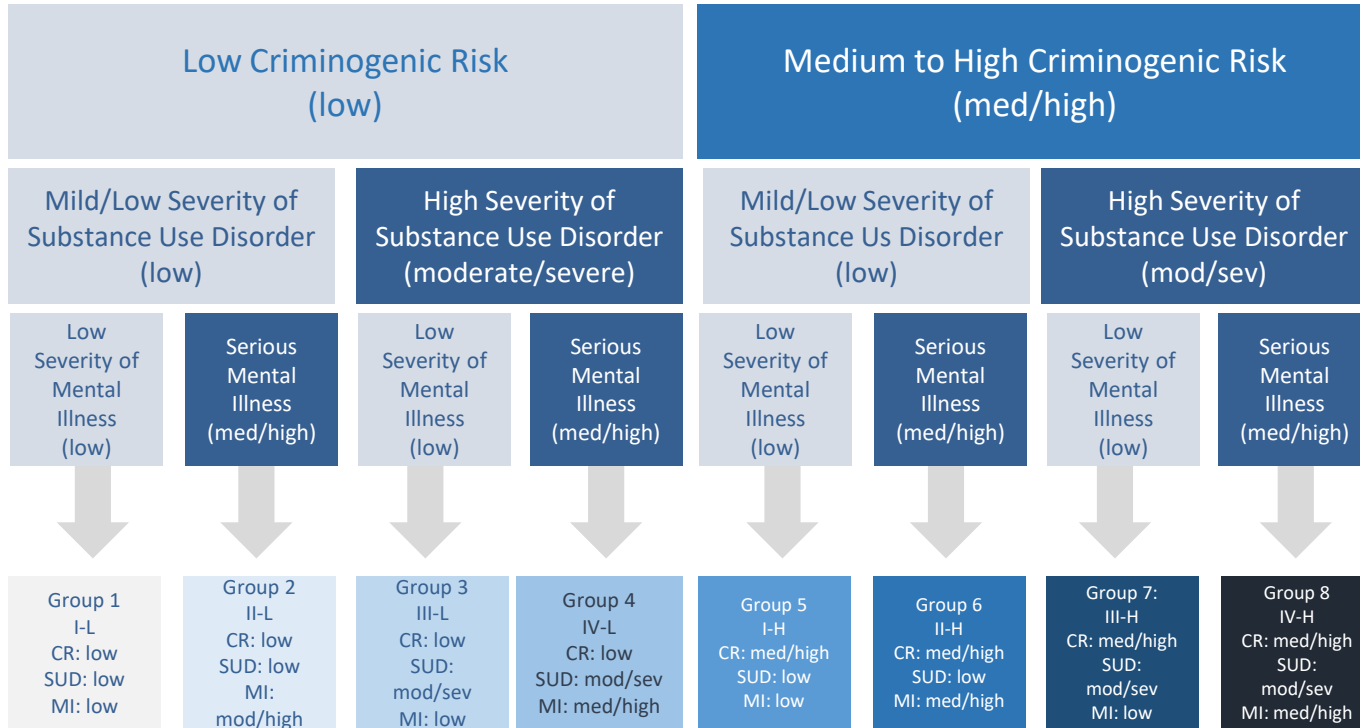 Low Criminogenic Risk
(low)
Medium to High Criminogenic Risk
(med/high)
Mild/Low Severity of
Substance Use Disorder
(low)
High Severity of
Substance Use Disorder
(moderate/severe)
Mild/Low Severity of
Substance Us Disorder
(low)
High Severity of
Substance Use Disorder
(mod/sev)
Low
Severity of
Mental
Illness
(low)
Serious
Mental
Illness
(med/high)
Low
Severity of
Mental
Illness
(low)
Serious
Mental
Illness
(med/high)
Low
Severity of
Mental
Illness
(low)
Serious
Mental
Illness
(med/high)
Low
Severity of
Mental
Illness
(low)
Serious
Mental
Illness
(med/high)
Group 1
I-L
CR: low
SUD: low
MI: low
Group 2
II-L
CR: low
SUD: low
MI:
mod/high
Group 3
III-L
CR: low
SUD:
mod/sev
MI: low
Group 4
IV-L
CR: low
SUD: mod/sev
MI: med/high
Group 5
I-H
CR: med/high
SUD: low
MI: low
Group 6
II-H
CR: med/high
SUD: low
MI: med/high
Group 7:
III-H
CR: med/high
SUD:
mod/sev
MI: low
Group 8
IV-H
CR: med/high
SUD:
mod/sev
MI: med/high